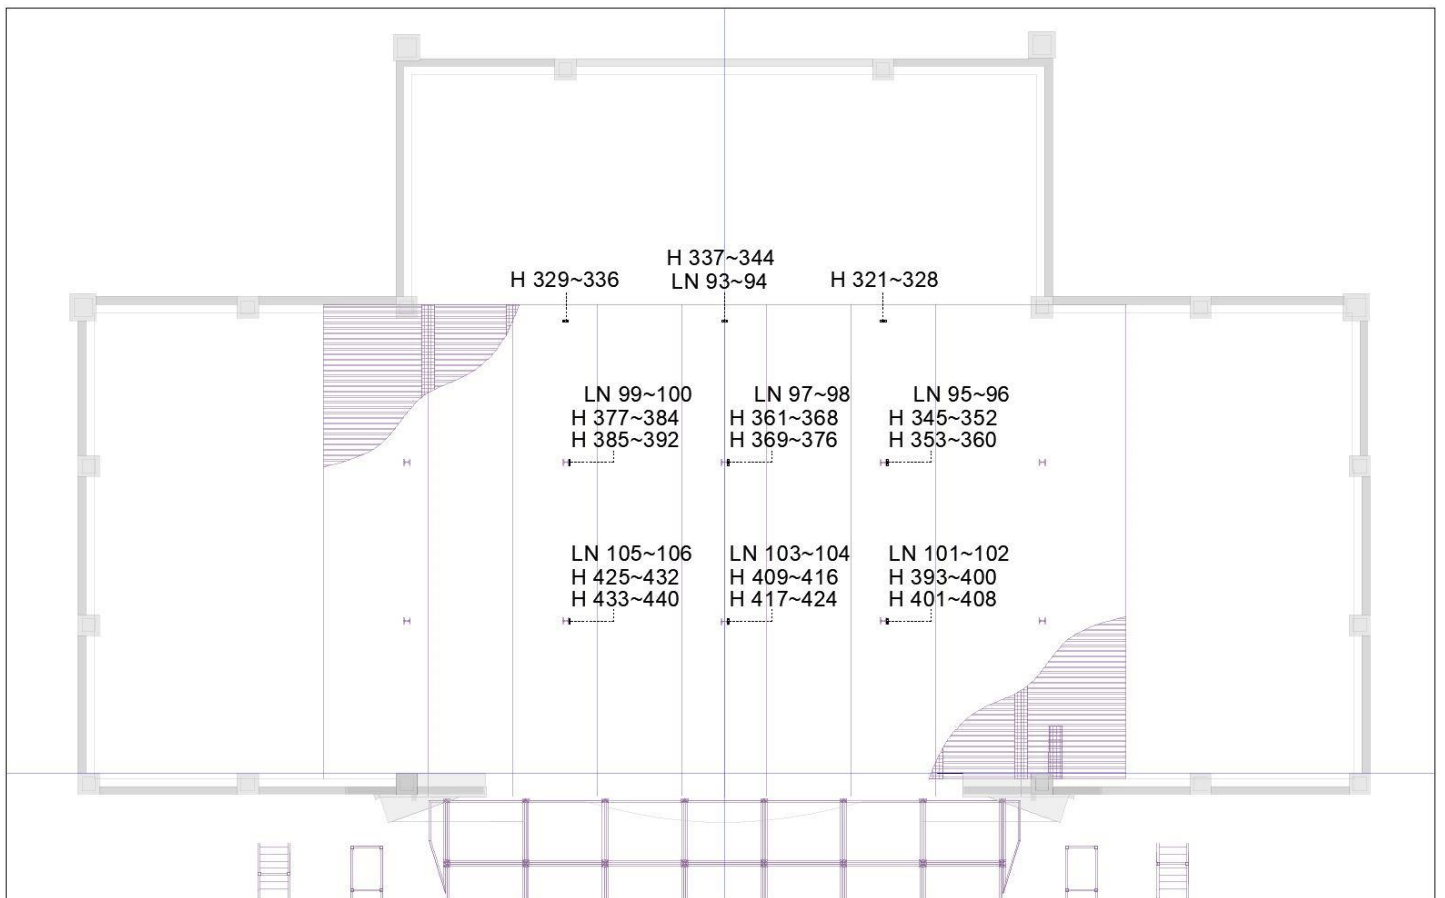 H 337~344
H 329~336
LN 93~94
H 321~328
LN 99~100
H 377~384
H 385~392
LN 97~98
H 361~368
H 369~376
LN 95~96
H 345~352
H 353~360
LN 105~106
H 425~432
H 433~440
LN 103~104
H 409~416
H 417~424
LN 101~102
H 393~400
H 401~408